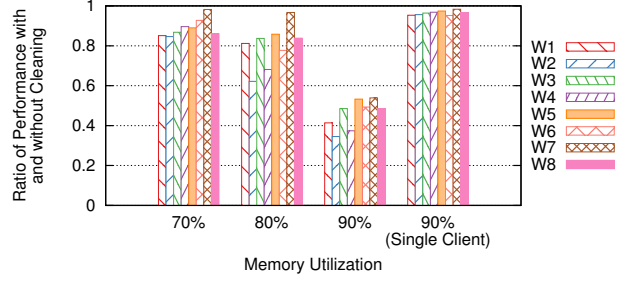 Ratio of Performance with
and without Cleaning
1
0.8
0.6
0.4
0.2
0
70%
80%
90%
90%
(Single Client)
Memory Utilization
W1
W2
W3
W4
W5
W6
W7
W8